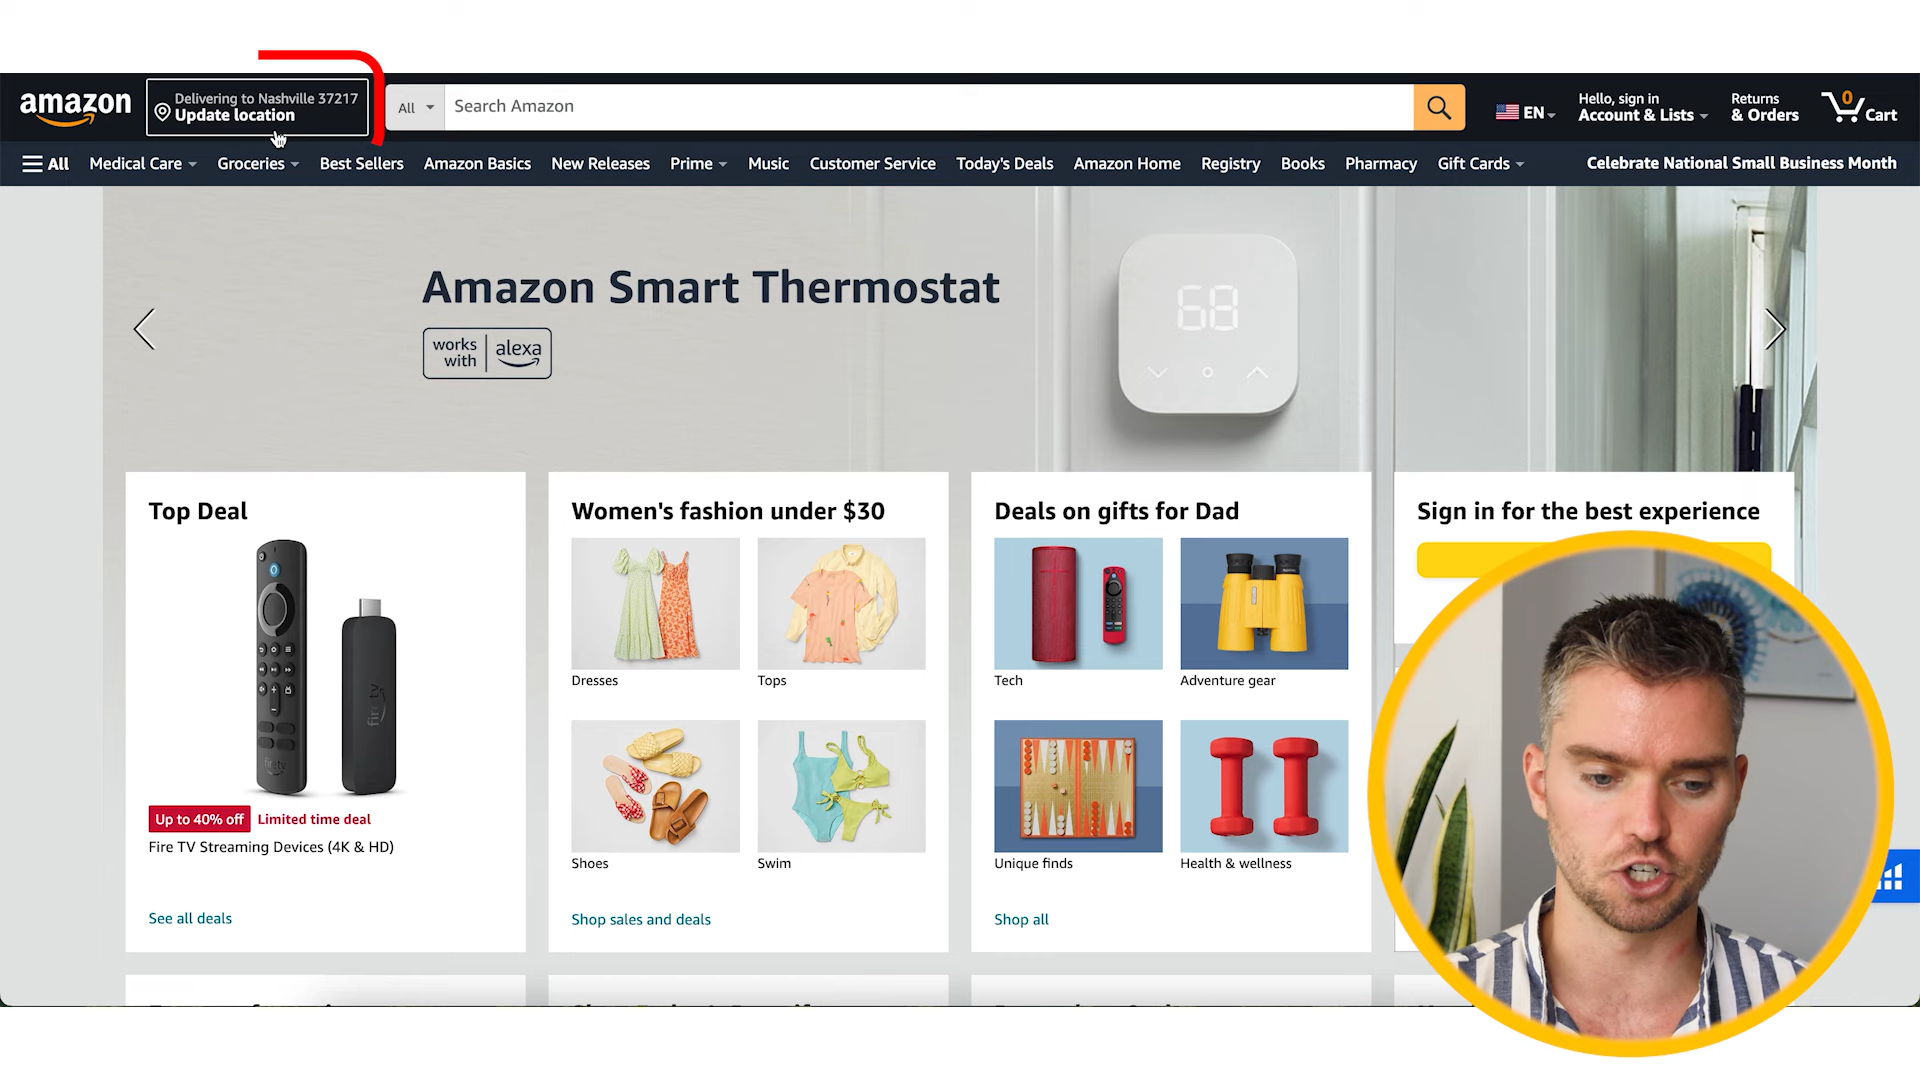 amazon
Delivering to Nashville 37217
Update location
All
Search Amazon
EN
Hello, sign in
Account & Lists
Returns
& Orders
0
Cart
All
Medical Care
Groceries
Best Sellers
Amazon Basics
New Releases
Prime
Music
Customer Service
Today's Deals
Amazon Home
Registry
Books
Pharmacy
Gift Cards
Celebrate National Small Business Month
Amazon Smart Thermostat
works with
alexa
68
Top Deal
fire tv
fire tv
Up to 40% off
Limited time deal
Fire TV Streaming Devices (4K & HD)
See all deals
Women's fashion under $30
Dresses
Tops
Shoes
Swim
Shop sales and deals
Deals on gifts for Dad
Tech
Adventure gear
Unique finds
Health & wellness
Shop all
Sign in for the best experience